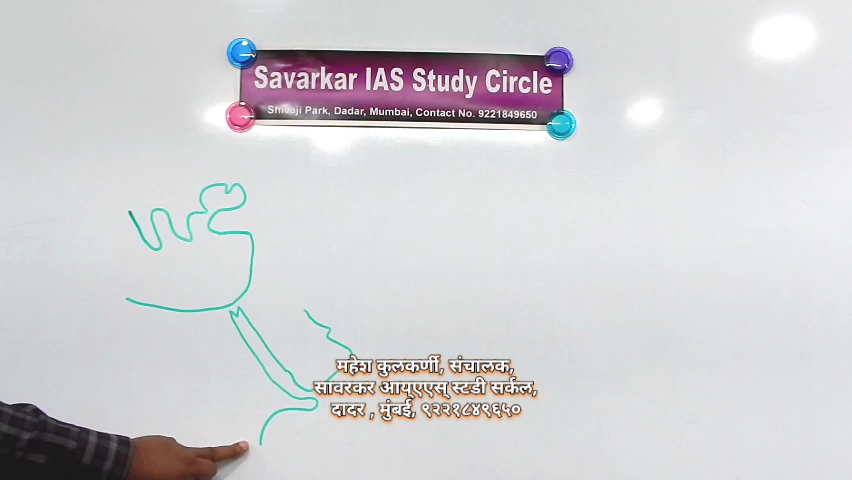 Savarkar IAS Study Circle
Shivaji Park, Dadar, Mumbai, Contact No. 9221849650
महेश कुलकर्णी, संचालक,
सावरकर आयएएस् स्टडी सर्कल,
दादर , मुंबई, ९२२१८४९६५०